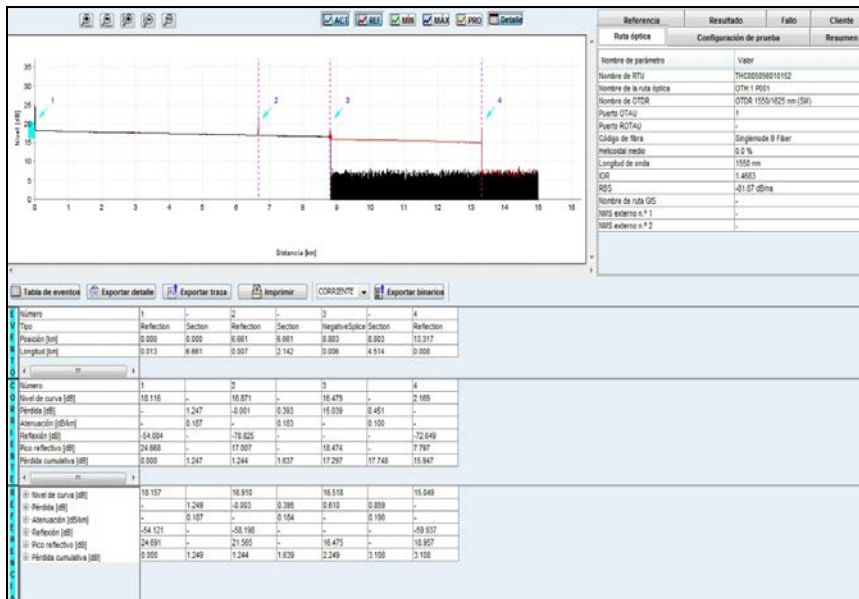 ACT REF MÍN MÁX PRO Detalle
Referencia Resultado Fallo Cliente
Ruta óptica Configuración de prueba Resumen
Nombre de parámetro Valor
Nombre de RTU THC005056010152
Nombre de la ruta óptica OTH:1 P001
Nombre de OTDR OTDR 1550/1625 nm (SM)
Puerto OTAU 1
Puerto ROTAU -
Código de fibra Singlemode B Fiber
Helicoidal medio 0.0 %
Longitud de onda 1550 nm
IOR 1.4683
RBS -81.87 dB/ns
Nombre de ruta GIS -
NMS externo n.º 1 -
NMS externo n.º 2 -
Nivel [dB]
35
30
25
20
15
10
5
0
1 2 3 4
0 1 2 3 4 5 6 7 8 9 10 11 12 13 14 15 16
Distancia [km]
Tabla de eventos Exportar detalle Exportar traza Imprimir CORRIENTE Exportar binarios
EVENTO
Número 1 - 2 - 3 - 4
Tipo Reflection Section Reflection Section NegativeSplice Section Reflection
Posición [km] 0.000 0.000 6.661 6.661 8.803 8.803 13.317
Longitud [km] 0.013 6.661 0.007 2.142 0.006 4.514 0.008
CORRIENTE
Número 1 2 3 4
Nivel de curva [dB] 18.116 - 16.871 - 16.479 - 2.169
Pérdida [dB] - 1.247 -0.001 0.393 15.039 0.451 -
Atenuación [dB/km] - 0.187 - 0.183 - 0.100 -
Reflexión [dB] -54.084 - -78.825 - - - -72.649
Pico reflectivo [dB] 24.668 - 17.007 - 18.474 - 7.797
Pérdida cumulativa [dB] 0.000 1.247 1.244 1.637 17.297 17.748 15.947
REFERENCIA
Nivel de curva [dB] 18.157 16.910 16.518 15.049
Pérdida [dB] - 1.249 -0.003 0.395 0.610 0.859 -
Atenuación [dB/km] - 0.187 - 0.184 - 0.190 -
Reflexión [dB] -54.121 - -58.198 - - - -59.937
Pico reflectivo [dB] 24.691 - 21.565 - 16.475 - 18.957
Pérdida cumulativa [dB] 0.000 1.249 1.244 1.639 2.249 3.108 3.108